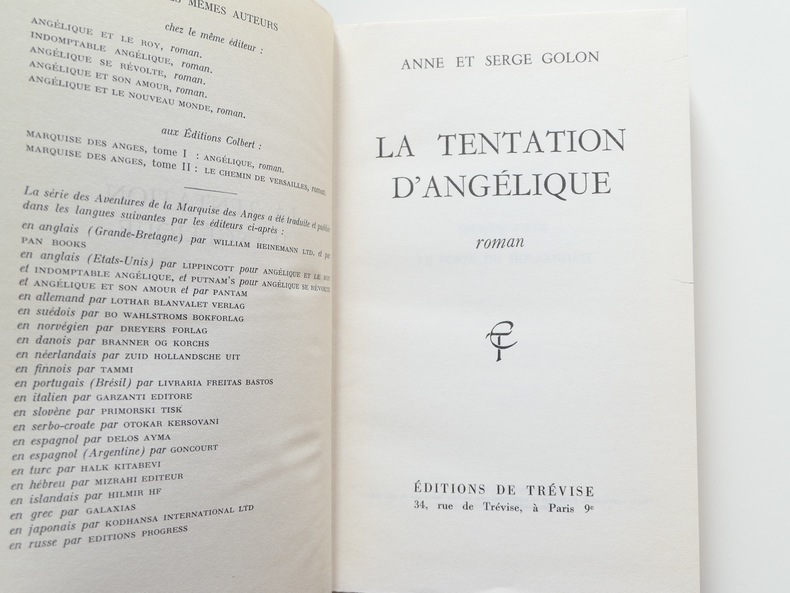 MÊMES AUTEURS
chez le même éditeur :
ANGÉLIQUE ET LE ROY, roman.
INDOMPTABLE ANGÉLIQUE, roman.
ANGÉLIQUE SE RÉVOLTE, roman.
ANGÉLIQUE ET SON AMOUR, roman.
ANGÉLIQUE ET LE NOUVEAU MONDE, roman.
aux Éditions Colbert :
MARQUISE DES ANGES, tome I : ANGÉLIQUE, roman.
MARQUISE DES ANGES, tome II : LE CHEMIN DE VERSAILLES, roman.
La série des Aventures de la Marquise des Anges a été traduite et
dans les langues suivantes par les éditeurs ci-après :
en anglais (Grande-Bretagne) par WILLIAM HEINEMANN LTD, et par
PAN BOOKS
en anglais (Etats-Unis) par LIPPINCOTT pour ANGÉLIQUE ET LE ROY
et INDOMPTABLE ANGÉLIQUE, et PUTNAM'S pour ANGÉLIQUE SE RÉVOLTE
et ANGÉLIQUE ET SON AMOUR et par PANTAM
en allemand par LOTHAR BLANVALET VERLAG
en suédois par BO WAHLSTROMS BOKFORLAG
en norvégien par DREYERS FORLAG
en danois par BRANNER OG KORCHS
en néerlandais par ZUID HOLLANDSCHE UIT
en finnois par TAMMI
en portugais (Brésil) par LIVRARIA FREITAS BASTOS
en italien par GARZANTI EDITORE
en slovène par PRIMORSKI TISK
en serbo-croate par OTOKAR KERSOVANI
en espagnol par DELOS AYMA
en espagnol (Argentine) par GONCOURT
en turc par HALK KITABEVI
en hébreu par MIZRAHI EDITEUR
en islandais par HILMIR HF
en grec par GALAXIAS
en japonais par KODHANSA INTERNATIONAL LTD
en russe par EDITIONS PROGRESS
ANNE ET SERGE GOLON
LA TENTATION
D'ANGÉLIQUE
roman
ÉDITIONS DE TRÉVISE
34, rue de Trévise, à Paris 9e